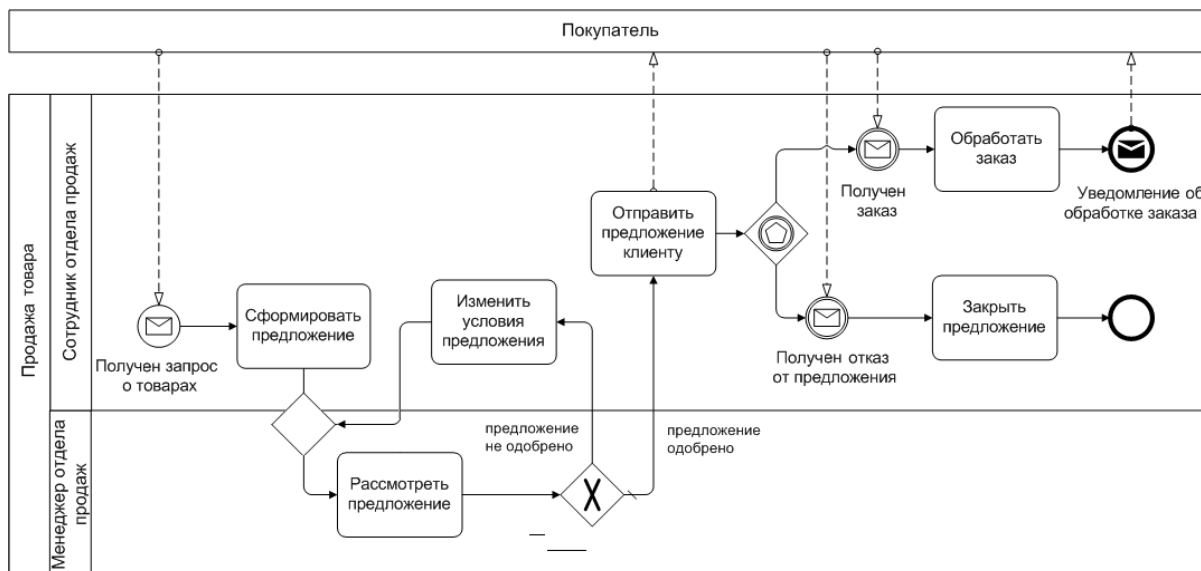 Покупатель
Продажа товара
Сотрудник отдела продаж
Менеджер отдела
продаж
Получен запрос
о товарах
Сформировать
предложение
Изменить
условия
предложения
Рассмотреть
предложение
предложение
не одобрено
предложение
одобрено
Отправить
предложение
клиенту
Получен
заказ
Обработать
заказ
Уведомление об
обработке заказа
Получен отказ
от предложения
Закрыть
предложение